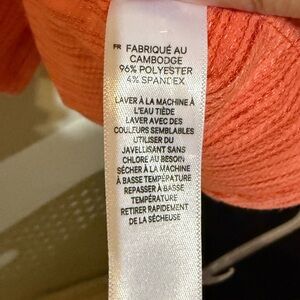 FR FABRIQUÉ AU
CAMBODGE
96% POLYESTER
4% SPANDEX
LAVER À LA MACHINE À
L'EAU TIÈDE
LAVER AVEC DES
COULEURS SEMBLABLES
UTILISER DU
JAVELLISANT SANS
CHLORE AU BESOIN
SÉCHER À LA MACHINE
À BASSE TEMPÉRATURE
REPASSER À BASSE
TEMPÉRATURE
RETIRER RAPIDEMENT
DE LA SÉCHEUSE